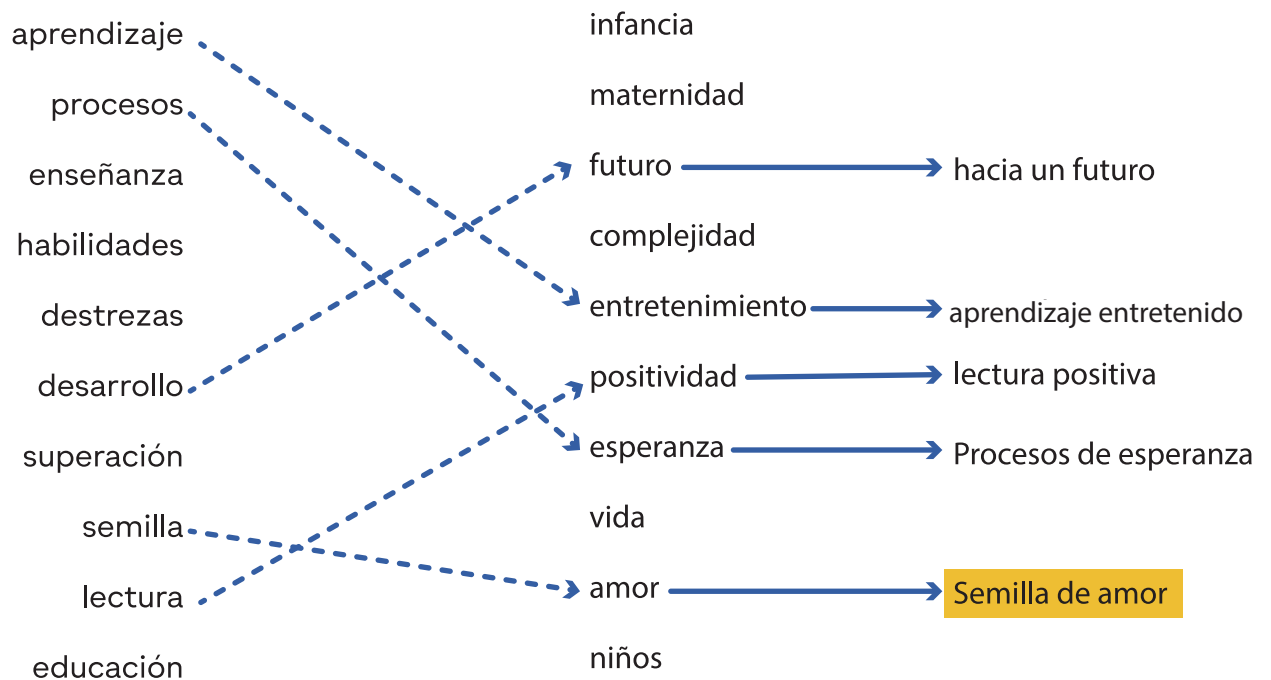 aprendizaje
procesos
enseñanza
habilidades
destrezas
desarrollo
superación
semilla
lectura
educación
infancia
maternidad
futuro
complejidad
entretenimiento
positividad
esperanza
vida
amor
niños
hacia un futuro
aprendizaje entretenido
lectura positiva
Procesos de esperanza
Semilla de amor